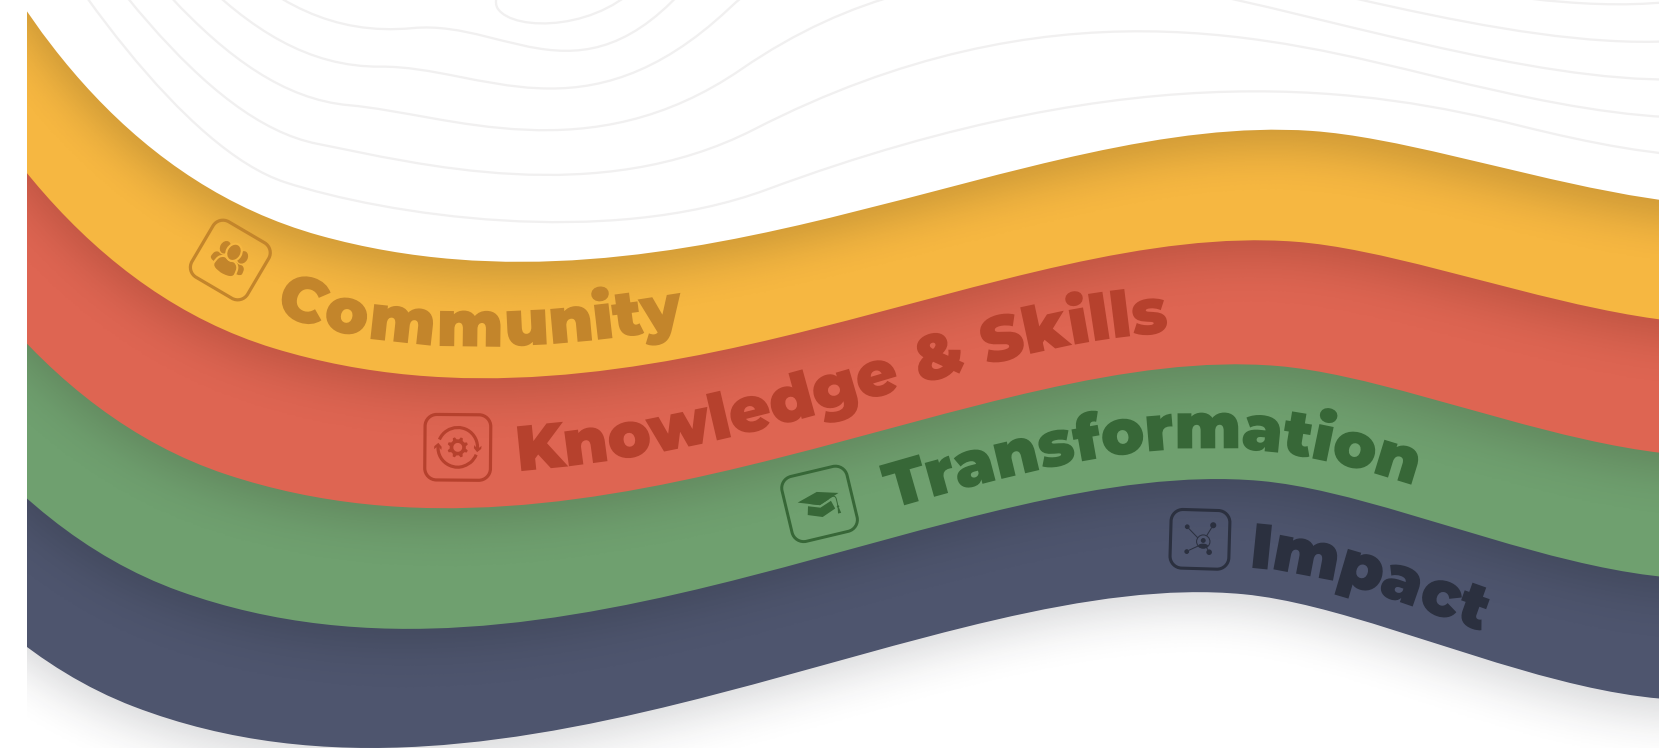 Community
Knowledge & Skills
Transformation
Impact